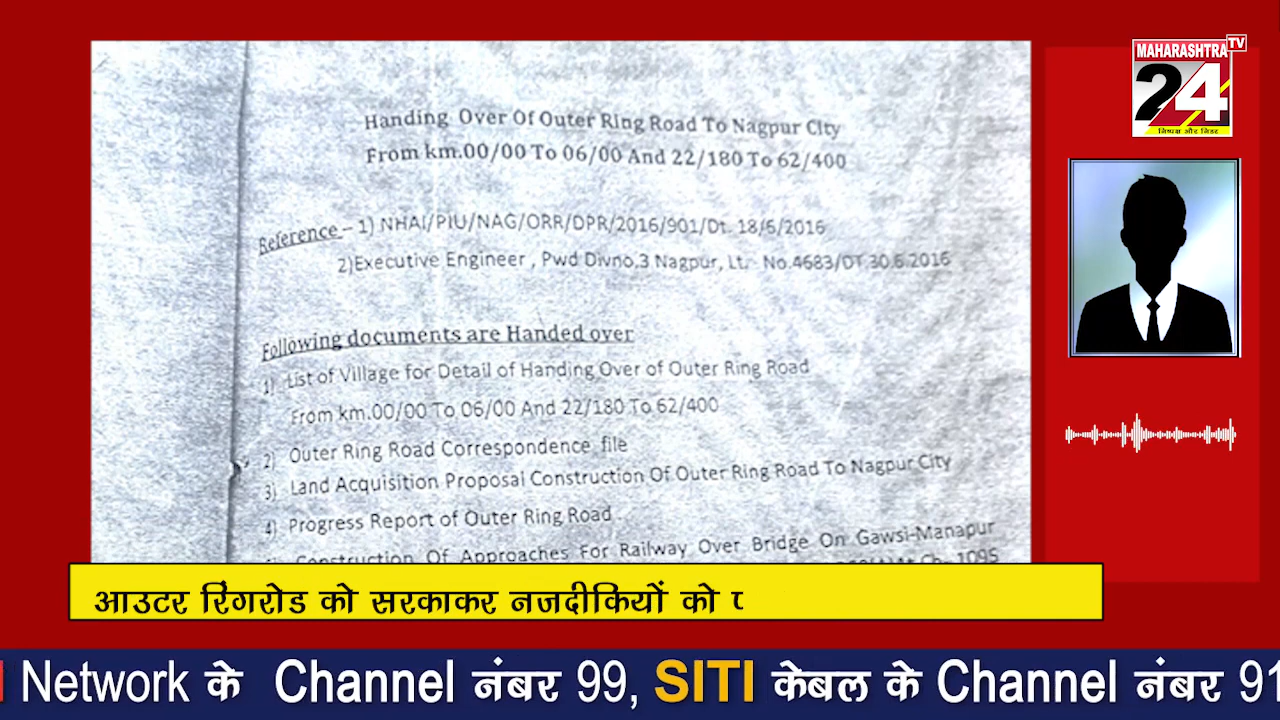 MAHARASHTRA TV
24
निष्पक्ष और निडर
Handing Over Of Outer Ring Road To Nagpur City
From km.00/00 To 06/00 And 22/180 To 62/400
Reference – 1) NHAI/PIU/NAG/ORR/DPR/2016/901/Dt. 18/6/2016
2)Executive Engineer , Pwd Divno.3 Nagpur, Lt. - No.4683/DT.30.6.2016
Following documents are Handed over
1) List of Village for Detail of Handing Over of Outer Ring Road
From km.00/00 To 06/00 And 22/180 To 62/400
2) Outer Ring Road Correspondence file
3) Land Acquisition Proposal Construction Of Outer Ring Road To Nagpur City
4) Progress Report of Outer Ring Road
Construction Of Approaches For Railway Over Bridge On Gawsi-Manapur
आउटर रिंगरोड को सरकाकर नजदीकियों को
Network के Channel नंबर 99, SITI केबल के Channel नंबर 91